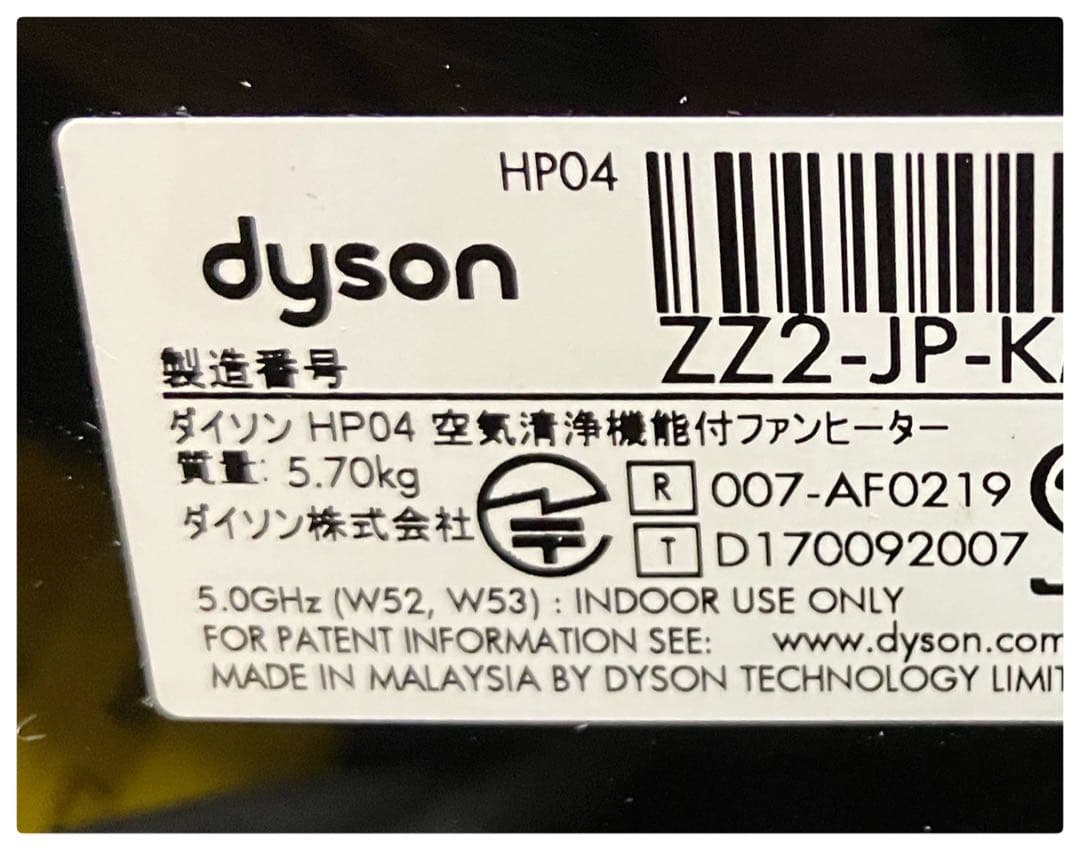 HP04
dyson
製造番号 ZZ2-JP-K
ダイソン HP04 空気清浄機能付ファンヒーター
質量: 5.70kg
ダイソン株式会社
R 007-AF0219
T D170092007
5.0GHz (W52, W53) : INDOOR USE ONLY
FOR PATENT INFORMATION SEE: www.dyson.com
MADE IN MALAYSIA BY DYSON TECHNOLOGY LIMIT